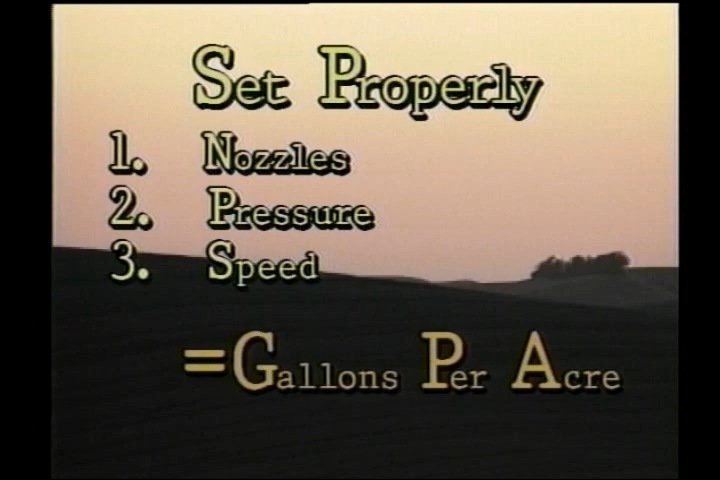 Set Properly
1. Nozzles
2. Pressure
3. Speed
=Gallons Per Acre